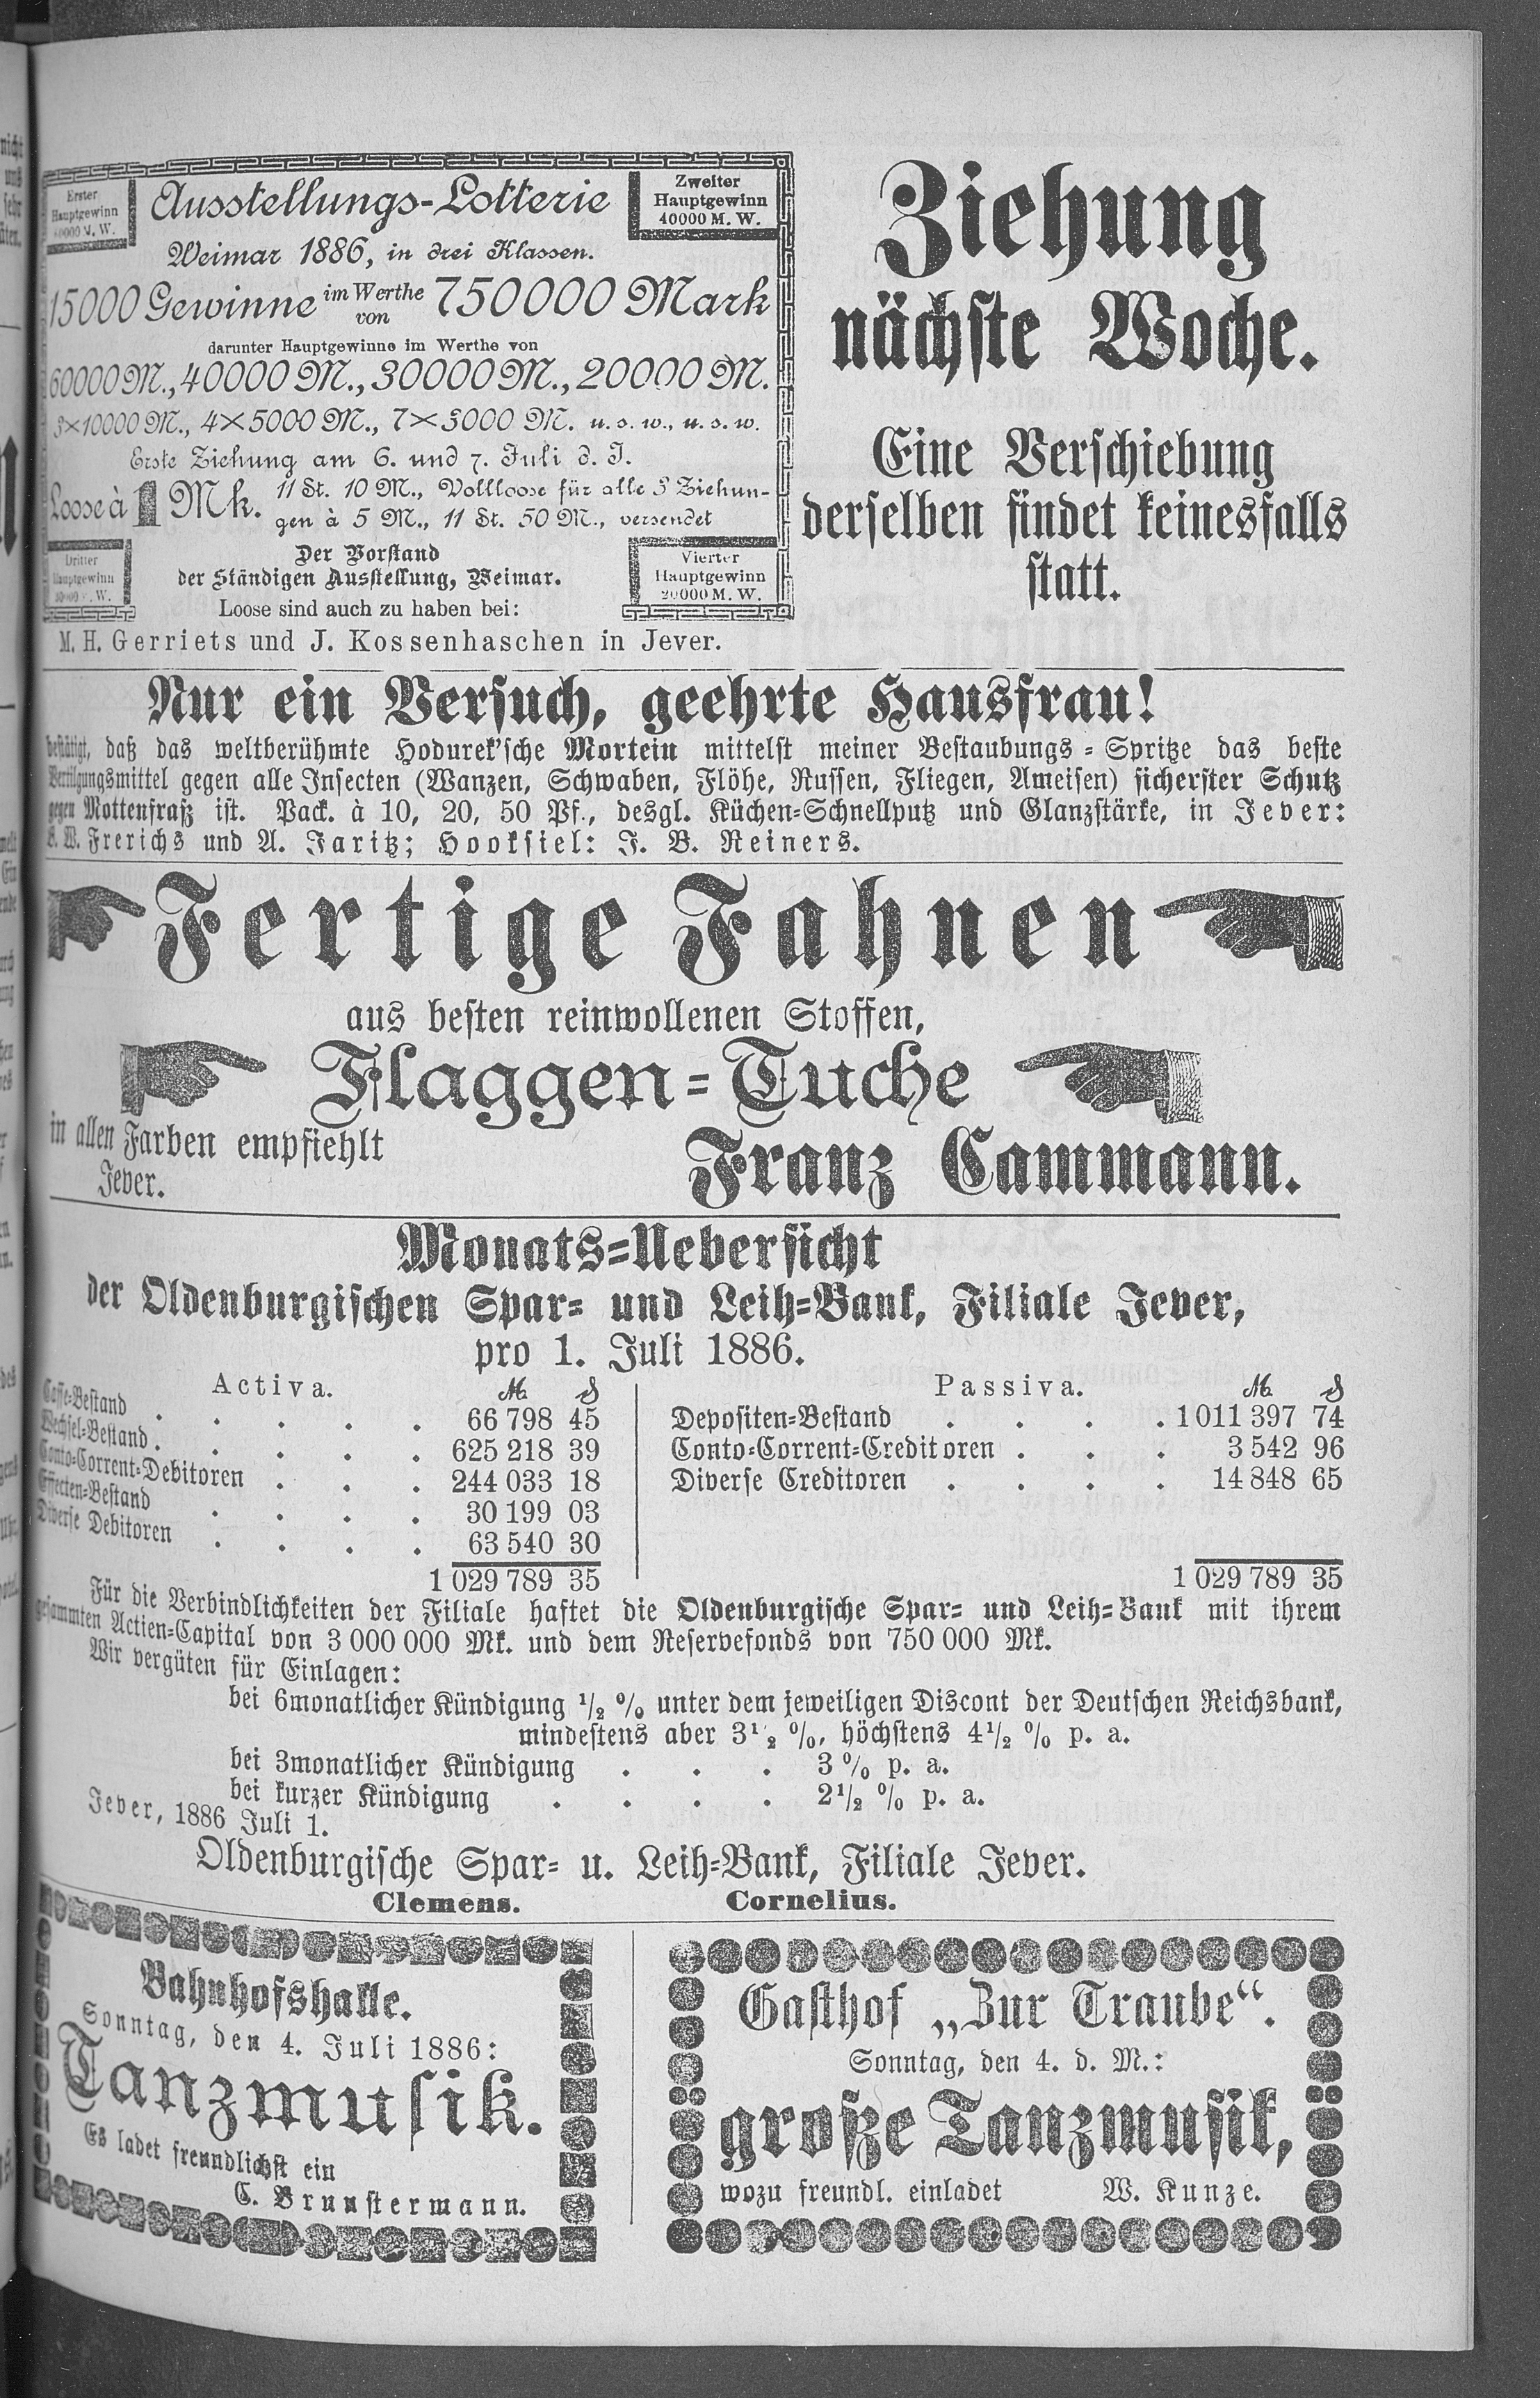 Erster
Hauptgewinn
M. W.
Ausstellungs-Lotterie
Zweiter
Hauptgewinn
40000 M. W.
Weimar 1886, in drei Klassen.
15000 Gewinne im Werthe von 750000 Mark
darunter Hauptgewinne im Werthe von
60000 M., 40000 M., 30000 M., 20000 M.
3×10000 M., 4×5000 M., 7×3000 M. u. s. w., u. s. w.
Erste Ziehung am 6. und 7. Juli d. J.
Loose à 1 Mk. 11 St. 10 M., Vollloose für alle 3 Ziehun-
gen à 5 M., 11 St. 50 M., versendet
Dritter
Hauptgewinn
M. W.
Der Vorstand
der Ständigen Ausstellung, Weimar.
Vierter
Hauptgewinn
20000 M. W.
Loose sind auch zu haben bei:
M. H. Gerriets und J. Kossenhaschen in Jever.
Ziehung
nächste Woche.
Eine Verschiebung
derselben findet keinesfalls
statt.
Nur ein Versuch, geehrte Hausfrau!
bestätigt, daß das weltberühmte Hodurek'sche Mortein mittelst meiner Bestaubungs-Spritze das beste
Vertilgungsmittel gegen alle Insecten (Wanzen, Schwaben, Flöhe, Russen, Fliegen, Ameisen) sicherster Schutz
gegen Mottenfraß ist. Pack. à 10, 20, 50 Pf., desgl. Küchen-Schnellputz und Glanzstärke, in Jever:
W. Frerichs und A. Jaritz; Hooksiel: J. B. Reiners.
Fertige Fahnen
aus besten reinwollenen Stoffen,
Flaggen-Tuche
in allen Farben empfiehlt
Jever.
Franz Cammann.
Monats-Uebersicht
der Oldenburgischen Spar- und Leih-Bank, Filiale Jever,
pro 1. Juli 1886.
Activa. M. ₰
Casse-Bestand . . . . . 66 798 45
Wechsel-Bestand . . . . . 625 218 39
Conto-Corrent-Debitoren . . . 244 033 18
Effecten-Bestand . . . . 30 199 03
Diverse Debitoren . . . . 63 540 30
1 029 789 35
Passiva. M. ₰
Depositen-Bestand . . . . 1 011 397 74
Conto-Corrent-Creditoren . . . 3 542 96
Diverse Creditoren . . . . 14 848 65
1 029 789 35
Für die Verbindlichkeiten der Filiale haftet die Oldenburgische Spar- und Leih-Bank mit ihrem
gesammten Actien-Capital von 3 000 000 Mk. und dem Reservefonds von 750 000 Mk.
Wir vergüten für Einlagen:
bei 6monatlicher Kündigung ½ % unter dem jeweiligen Discont der Deutschen Reichsbank,
mindestens aber 3½ %, höchstens 4½ % p. a.
bei 3monatlicher Kündigung . . . 3 % p. a.
bei kurzer Kündigung . . . . 2½ % p. a.
Jever, 1886 Juli 1.
Oldenburgische Spar- u. Leih-Bank, Filiale Jever.
Clemens. Cornelius.
Bahnhofshalle.
Sonntag, den 4. Juli 1886:
Tanzmusik.
Es ladet freundlichst ein
C. Brunstermann.
Gasthof „Zur Traube“.
Sonntag, den 4. d. M.:
große Tanzmusik,
wozu freundl. einladet W. Kunze.